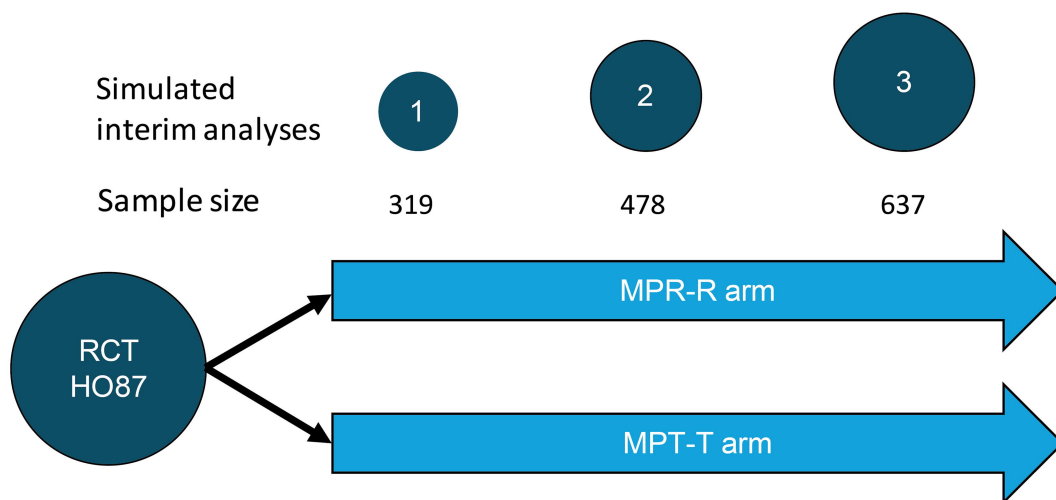 Simulated
interim analyses
1
2
3
Sample size
319
478
637
RCT
HO87
MPR-R arm
MPT-T arm